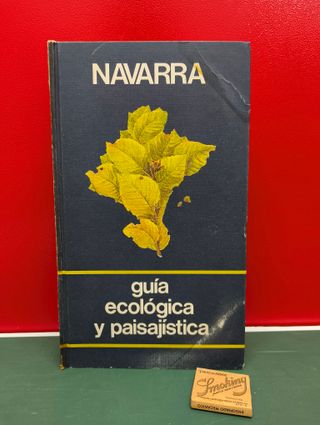 NAVARRA
guía
ecológica
y paisajística
Smoking